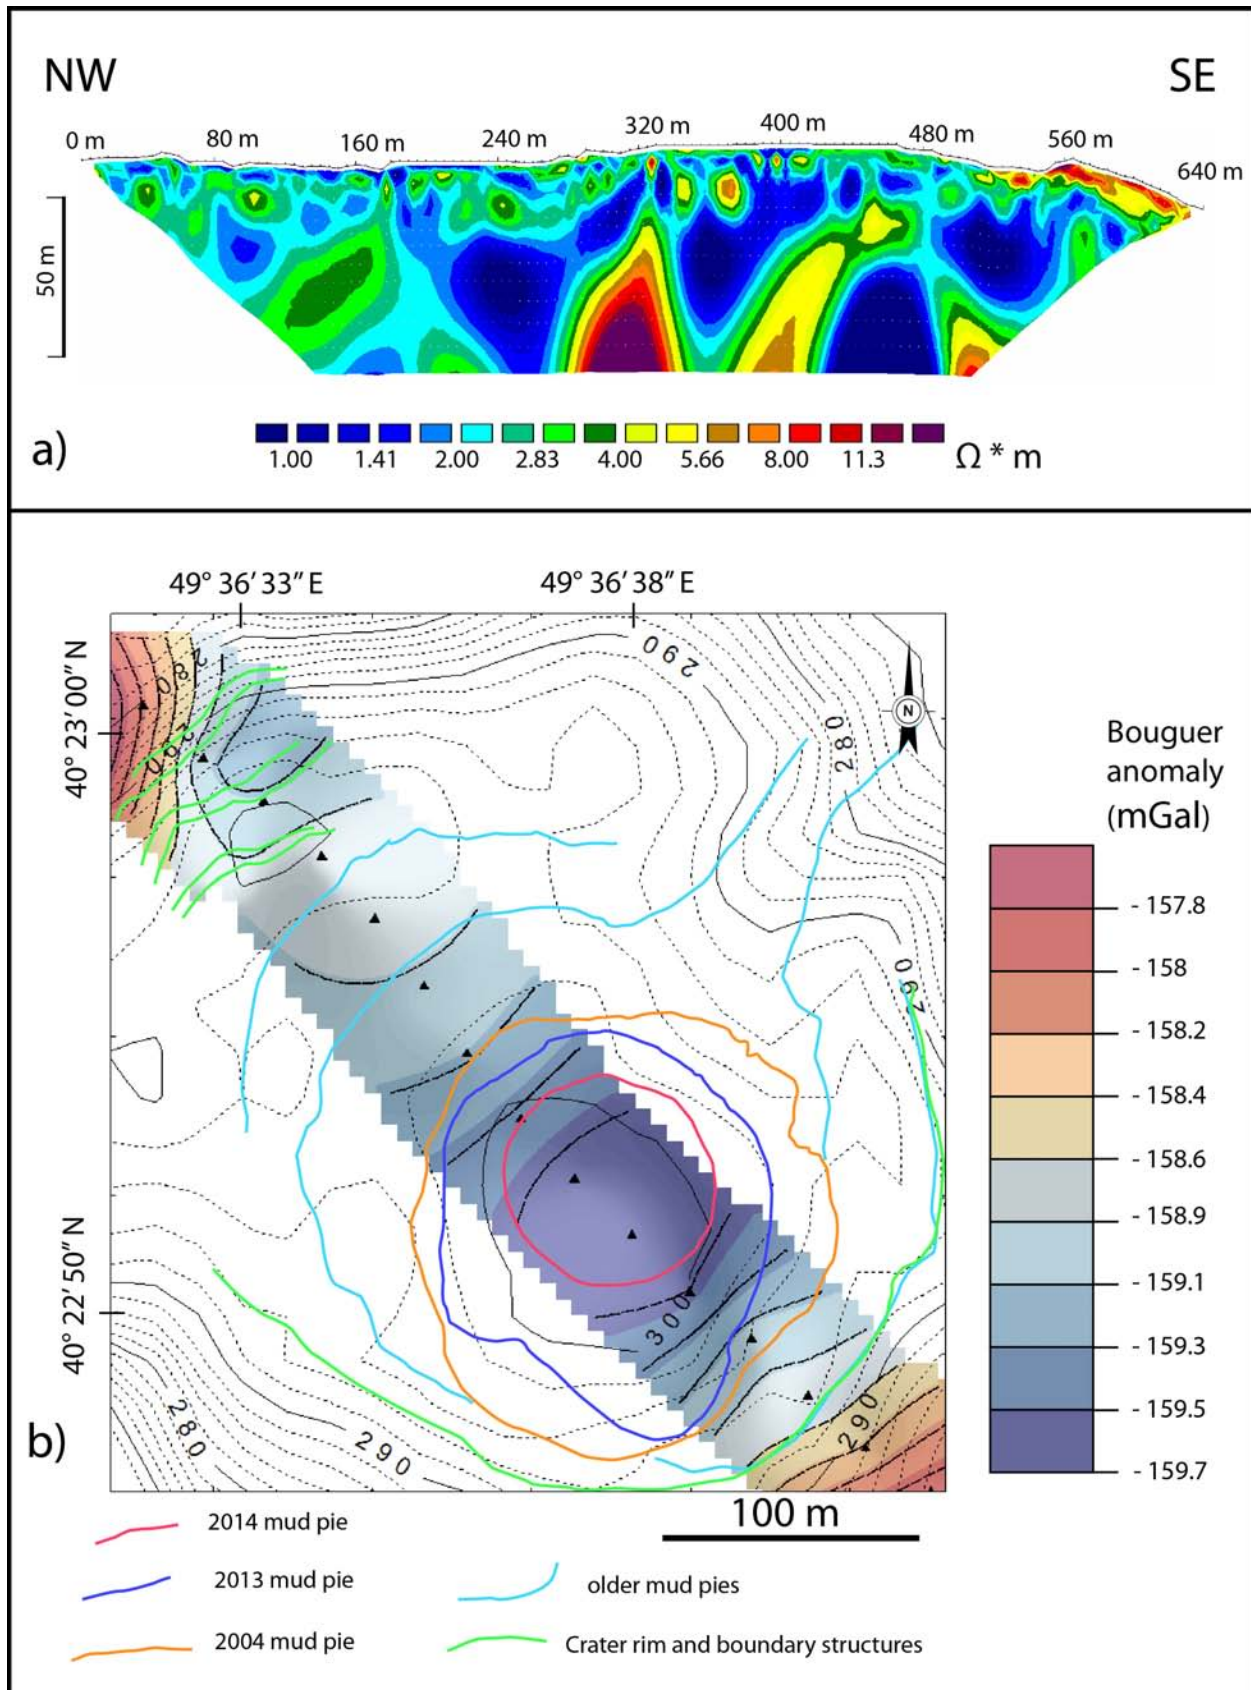 NW
SE
0 m
80 m
160 m
240 m
320 m
400 m
480 m
560 m
640 m
50 m
a)
1.00 1.41 2.00 2.83 4.00 5.66 8.00 11.3 Ω * m
49° 36′ 33″ E
49° 36′ 38″ E
40° 23′ 00″ N
40° 22′ 50″ N
290
280
280
260
290
N
300
290
280
290
b)
Bouguer
anomaly
(mGal)
- 157.8
- 158
- 158.2
- 158.4
- 158.6
- 158.9
- 159.1
- 159.3
- 159.5
- 159.7
100 m
2014 mud pie
2013 mud pie
2004 mud pie
older mud pies
Crater rim and boundary structures